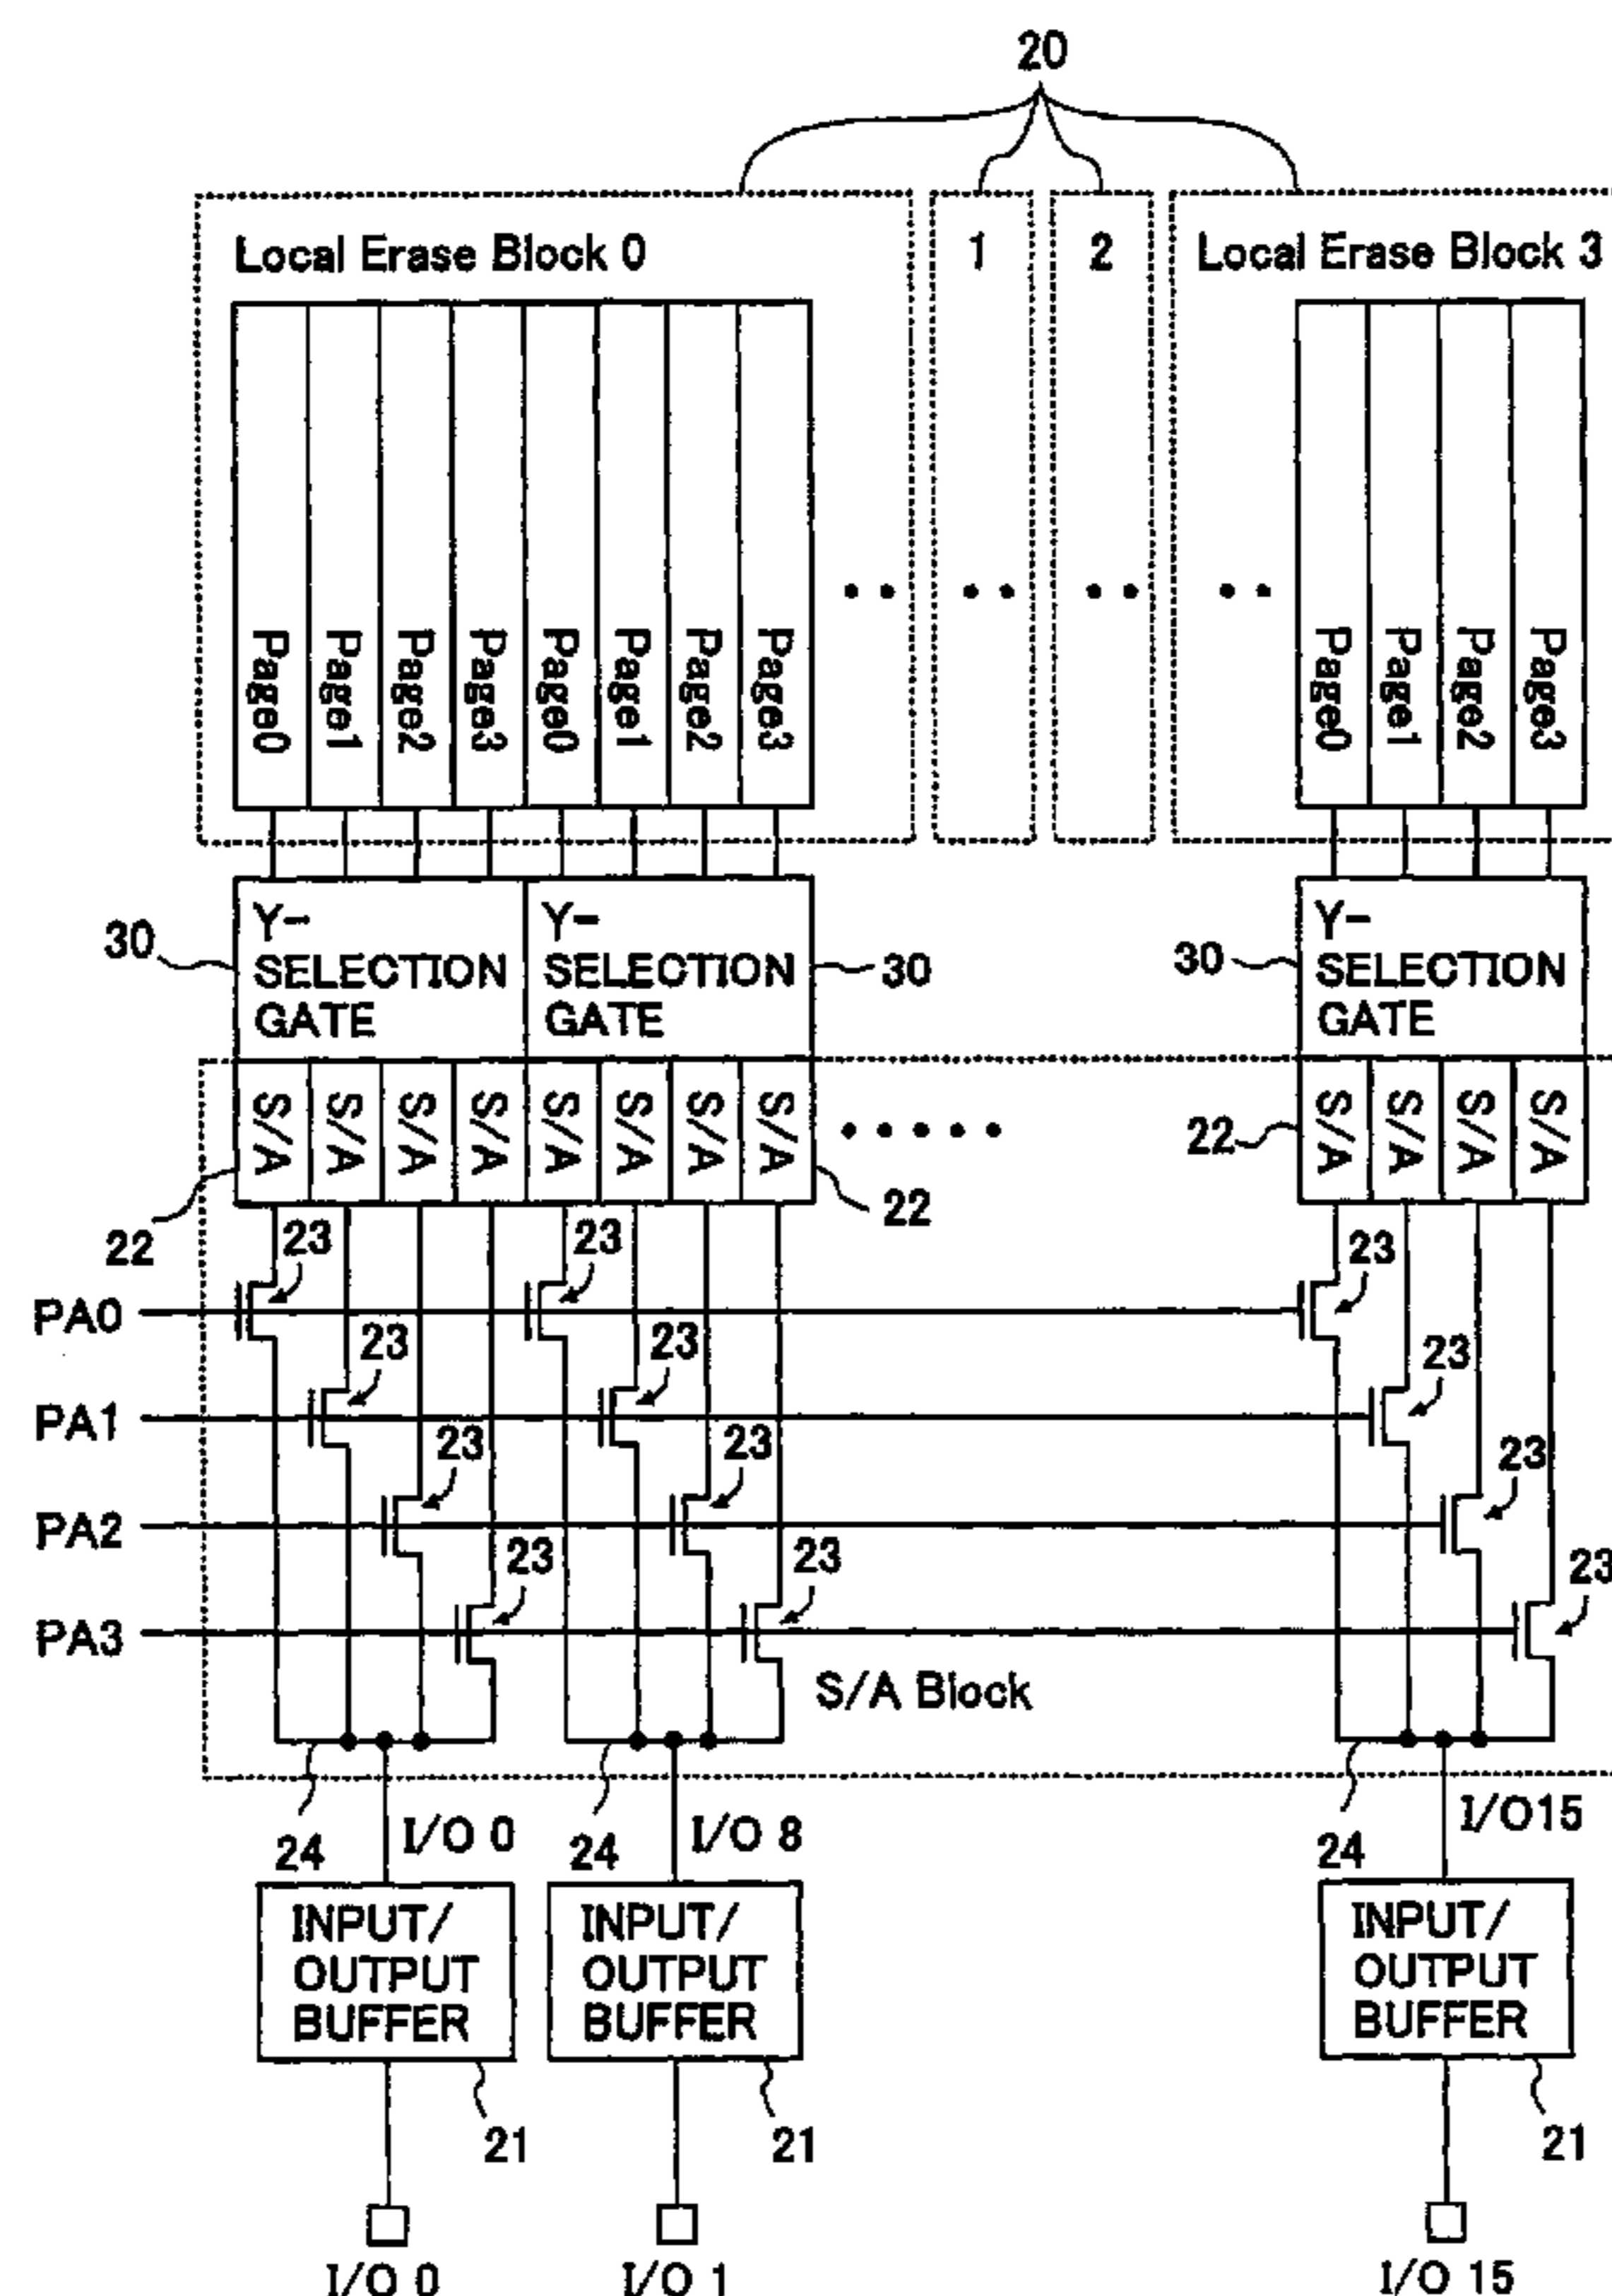 20
Local Erase Block 0
1
2
Local Erase Block 3
Page0
Page1
Page2
Page3
Page0
Page1
Page2
Page3
Page0
Page1
Page2
Page3
30
Y-
SELECTION
GATE
Y-
SELECTION
GATE
30
30
Y-
SELECTION
GATE
S/A
S/A
S/A
S/A
S/A
S/A
S/A
S/A
S/A
S/A
S/A
S/A
22
22
22
23
23
23
PA0
23
23
23
PA1
23
23
23
PA2
23
23
23
PA3
S/A Block
24
I/O 0
24
I/O 8
24
I/O15
INPUT/
OUTPUT
BUFFER
INPUT/
OUTPUT
BUFFER
INPUT/
OUTPUT
BUFFER
21
21
21
I/O 0
I/O 1
I/O 15